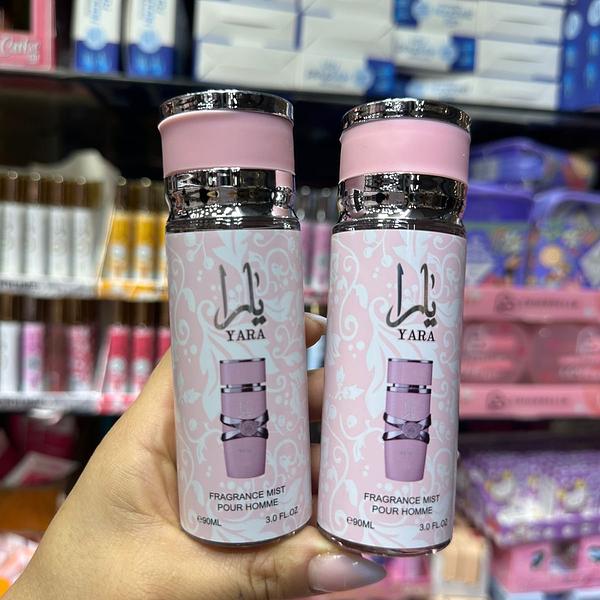 يارا
YARA
FRAGRANCE MIST
POUR HOMME
℮90ML 3.0 FL.OZ
يارا
YARA
FRAGRANCE MIST
POUR HOMME
℮90ML 3.0 FL.OZ